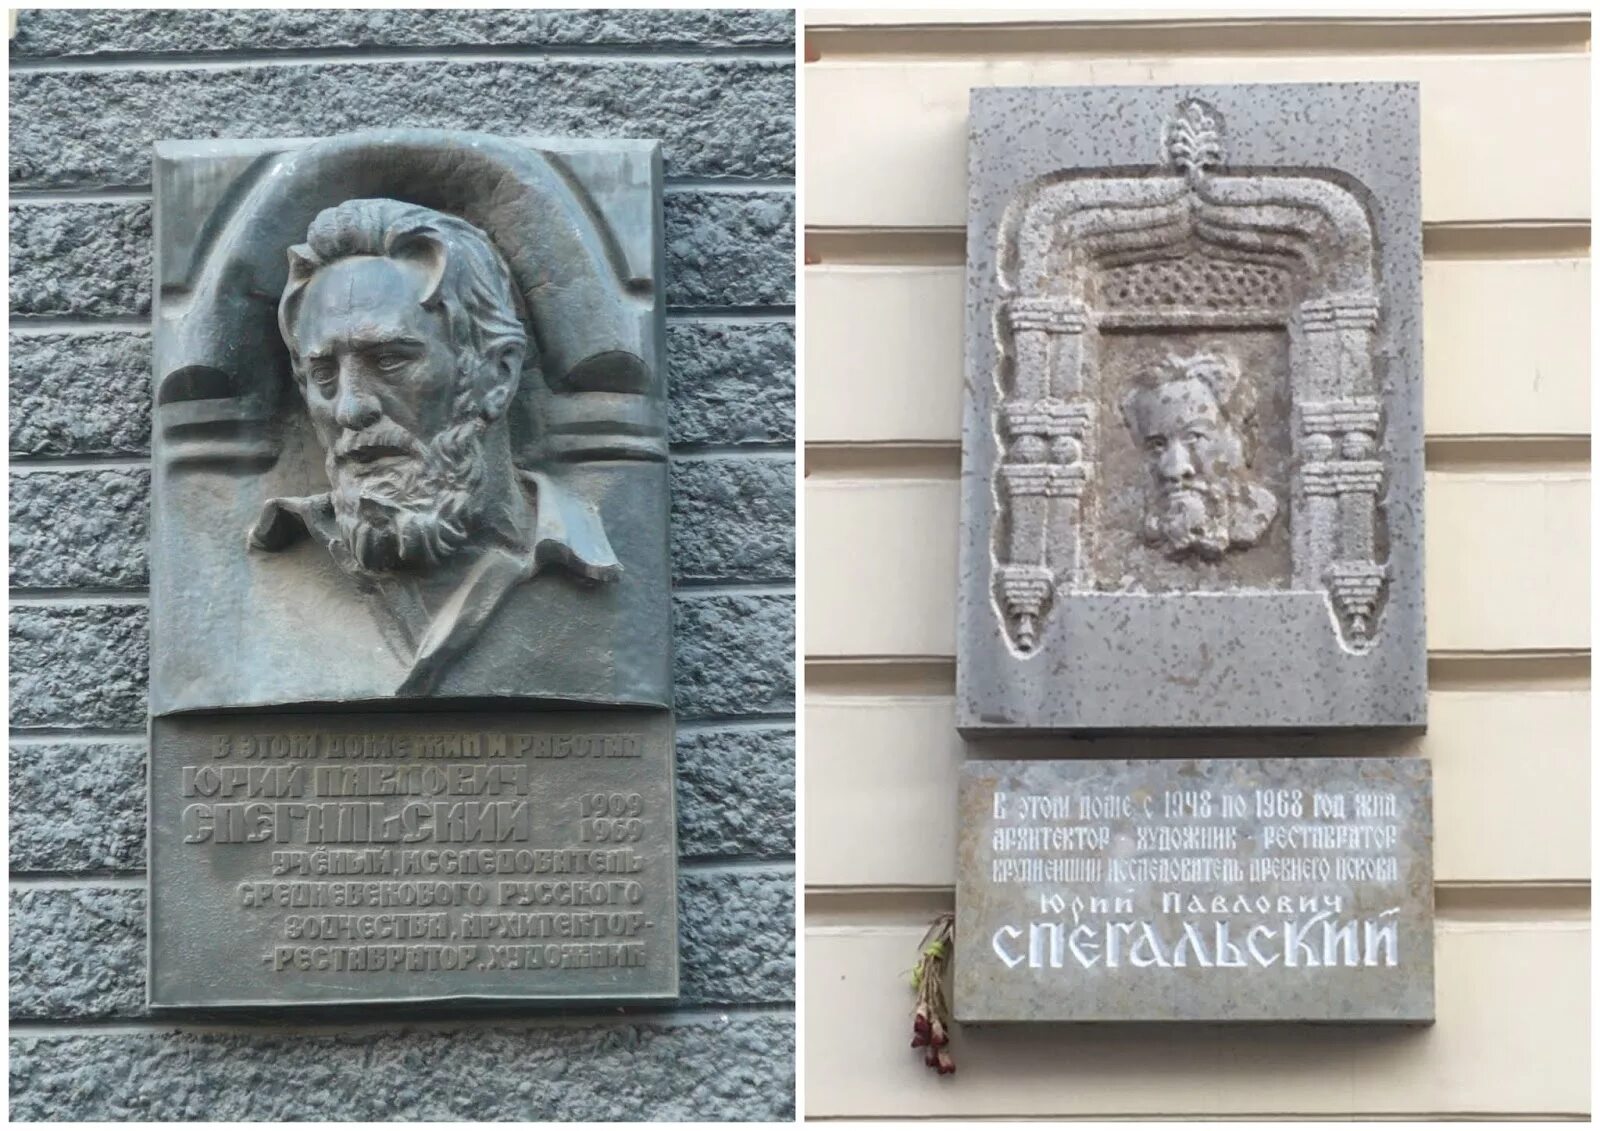 В ЭТОМ ДОМЕ ЖИЛ И РАБОТАЛ
ЮРИЙ ПАВЛОВИЧ
СПЕГАЛЬСКИЙ 1909
1969
УЧЁНЫЙ, ИССЛЕДОВАТЕЛЬ
СРЕДНЕВЕКОВОГО РУССКОГО
ЗОДЧЕСТВА, АРХИТЕКТОР-
-РЕСТАВРАТОР, ХУДОЖНИК
В ЭТОМ ДОМЕ С 1948 ПО 1968 ГОД ЖИЛ
АРХИТЕКТОР - ХУДОЖНИК - РЕСТАВРАТОР
КРУПНЕЙШИЙ ИССЛЕДОВАТЕЛЬ ДРЕВНЕГО ПСКОВА
ЮРИЙ ПАВЛОВИЧ
СПЕГАЛЬСКИЙ